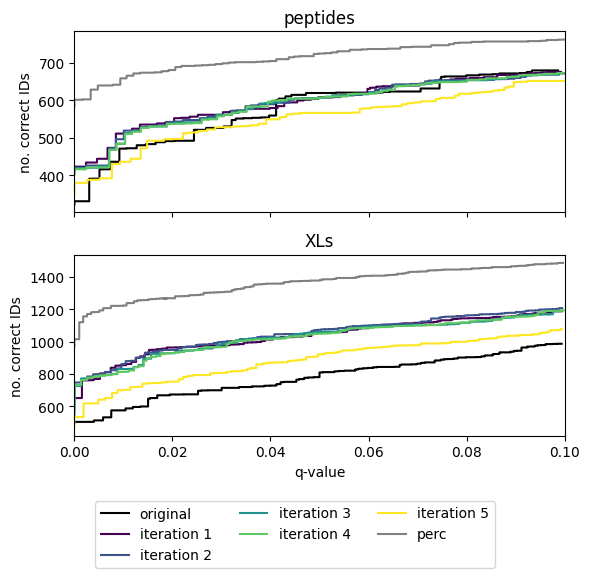 peptides
no. correct IDs
700
600
500
400
XLs
no. correct IDs
1400
1200
1000
800
600
0.00 0.02 0.04 0.06 0.08 0.10
q-value
original iteration 3 iteration 5
iteration 1 iteration 4 perc
iteration 2